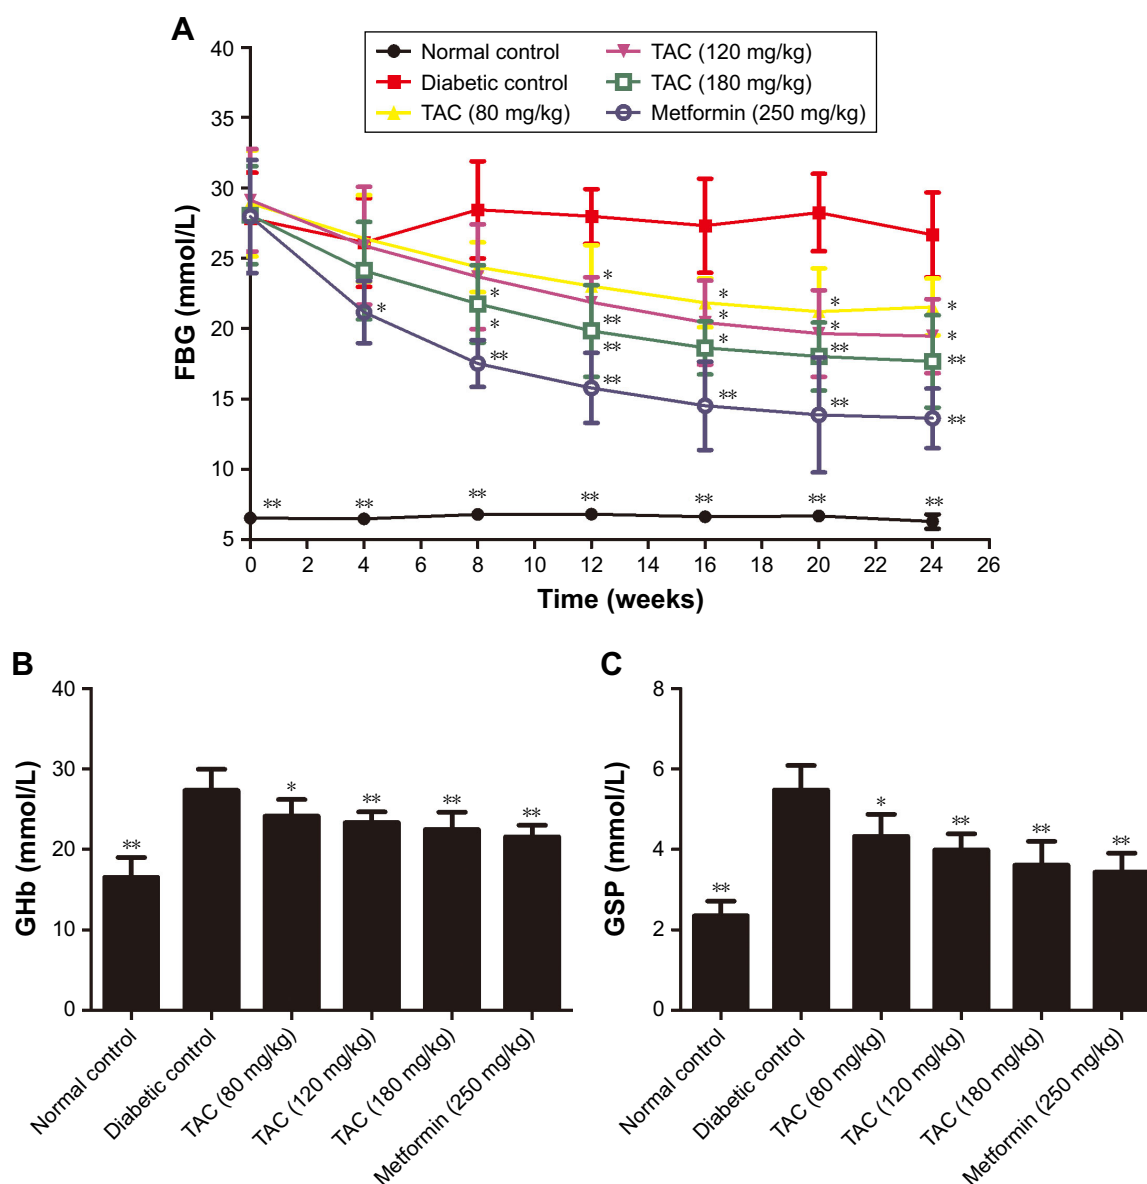 A
Normal control
Diabetic control
TAC (80 mg/kg)
TAC (120 mg/kg)
TAC (180 mg/kg)
Metformin (250 mg/kg)
FBG (mmol/L)
40
35
30
25
20
15
10
5
* * * *
* * * *
* ** * ** **
* * ** **
** ** ** ** **
** ** ** ** ** ** **
0 2 4 6 8 10 12 14 16 18 20 22 24 26
Time (weeks)
B
GHb (mmol/L)
40
30
20
10
0
** * ** ** **
Normal control
Diabetic control
TAC (80 mg/kg)
TAC (120 mg/kg)
TAC (180 mg/kg)
Metformin (250 mg/kg)
C
GSP (mmol/L)
8
6
4
2
0
** * ** ** **
Normal control
Diabetic control
TAC (80 mg/kg)
TAC (120 mg/kg)
TAC (180 mg/kg)
Metformin (250 mg/kg)